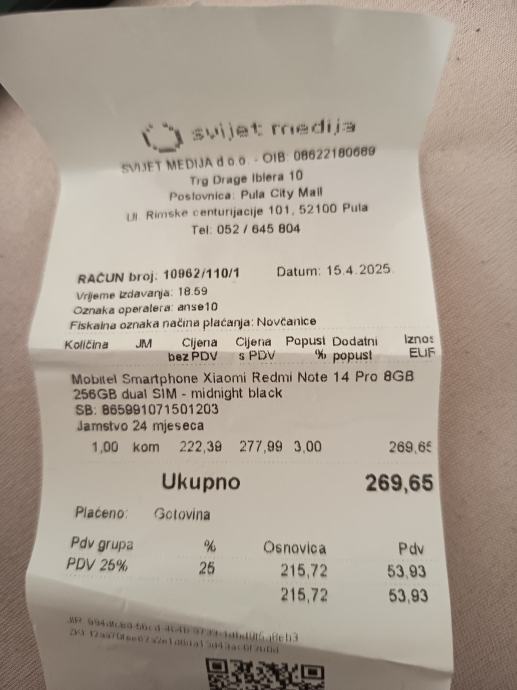 svijet medija
SVIJET MEDIJA d o o. - OIB: 08622180689
Trg Drage Iblera 10
Poslovnica: Pula City Mall
Ul. Rimske centurijacije 101, 52100 Pula
Tel: 052 / 645 804
RAČUN broj: 10962/110/1 Datum: 15.4.2025.
Vrijeme izdavanja: 18:59
Oznaka operatera: anse10
Fiskalna oznaka načina plaćanja: Novčanice
Količina JM Cijena Cijena Popust Dodatni Iznos
bez PDV s PDV % popust EUR
Mobitel Smartphone Xiaomi Redmi Note 14 Pro 8GB
256GB dual SIM - midnight black
SB: 865991071501203
Jamstvo 24 mjeseca
1,00 kom 222,39 277,99 3,00 269,65
Ukupno 269,65
Plaćeno: Gotovina
Pdv grupa % Osnovica Pdv
PDV 25% 25 215,72 53,93
215,72 53,93